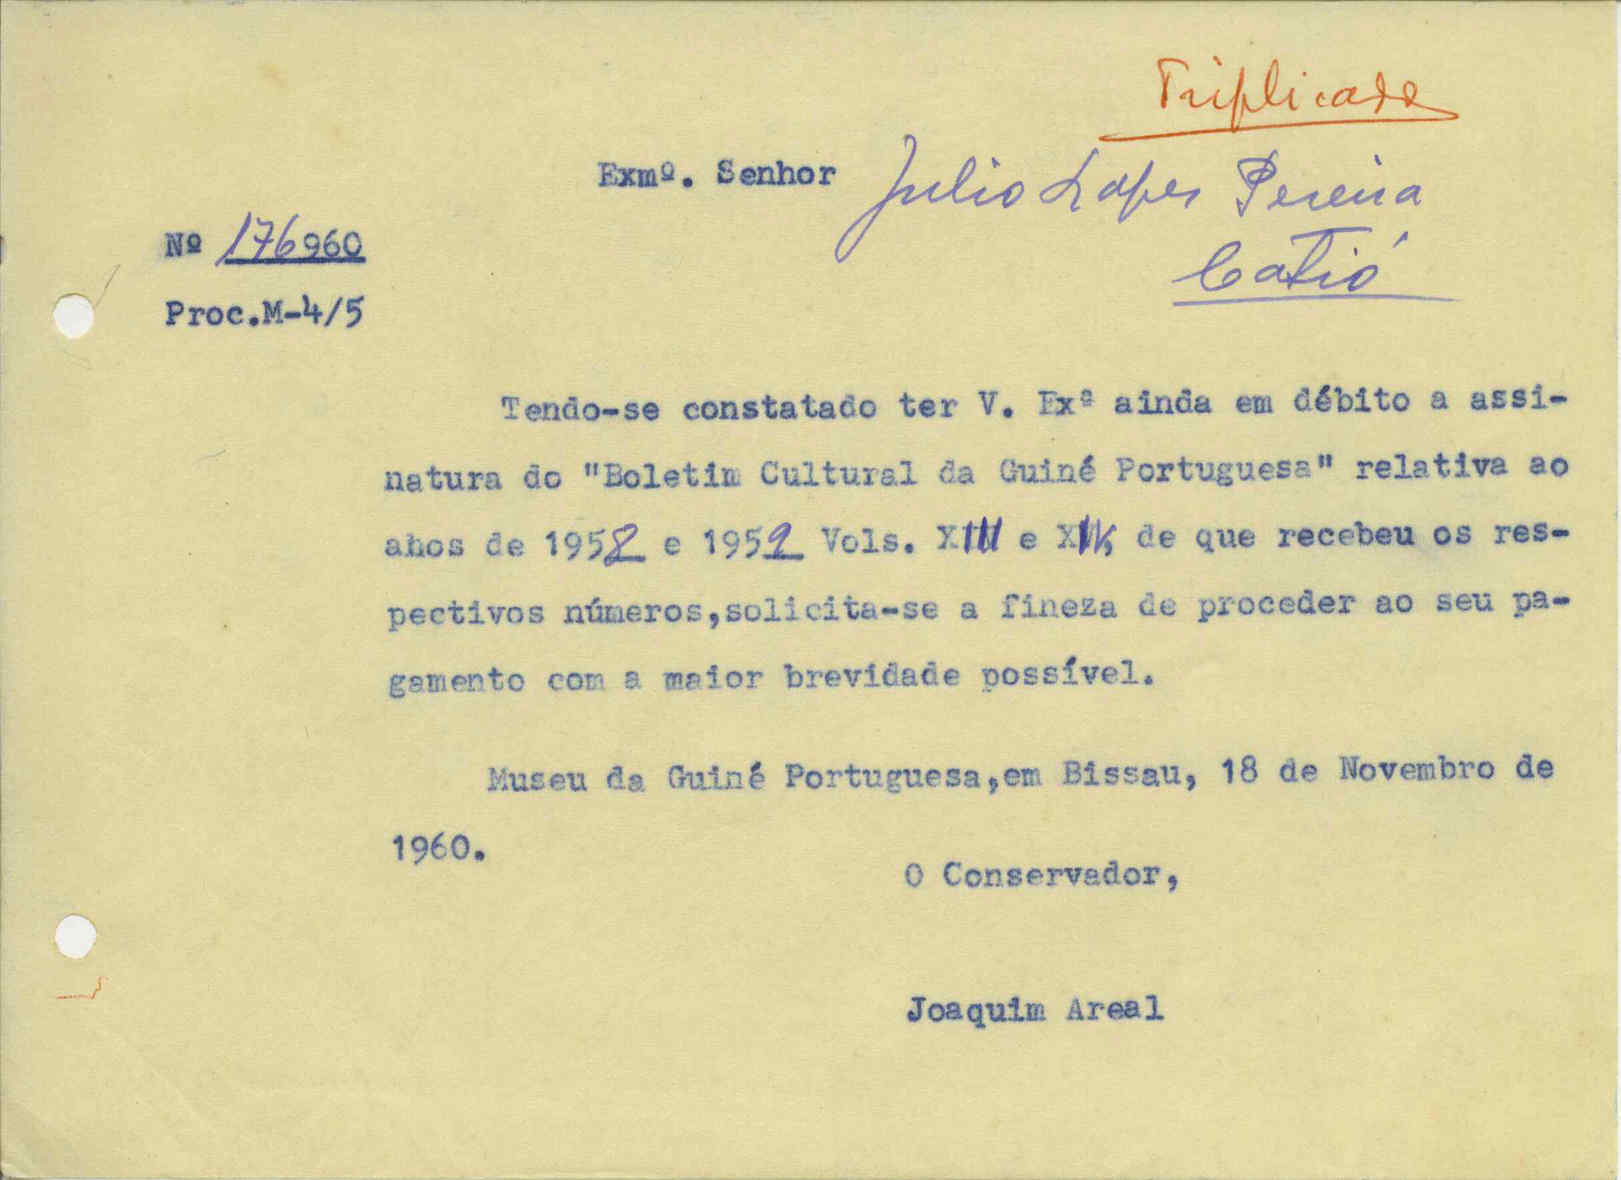 Triplicado
Exmº. Senhor Julio Lopes Pereira
Catió
Nº 176960
Proc.M-4/5
Tendo-se constatado ter V. Exª ainda em débito a assi-
natura do "Boletim Cultural da Guiné Portuguesa" relativa ao
anos de 1958 e 1959 Vols. XIII e XIV, de que recebeu os res-
pectivos números,solicita-se a fineza de proceder ao seu pa-
gamento com a maior brevidade possível.
Museu da Guiné Portuguesa,em Bissau, 18 de Novembro de
1960.
O Conservador,
Joaquim Areal